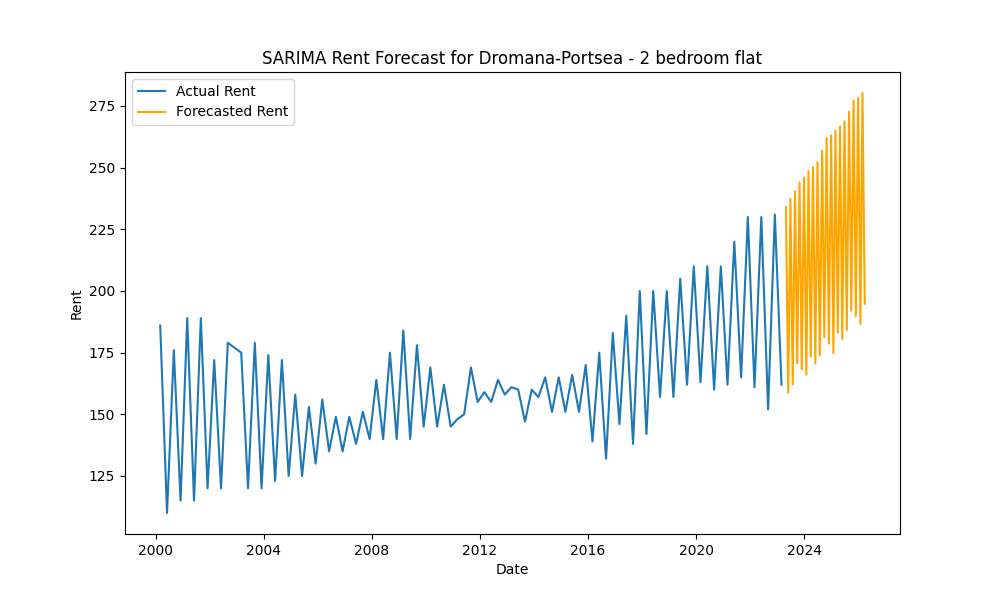 SARIMA Rent Forecast for Dromana-Portsea - 2 bedroom flat
Actual Rent
Forecasted Rent
275
250
225
200
175
150
125
Rent
2000 2004 2008 2012 2016 2020 2024
Date